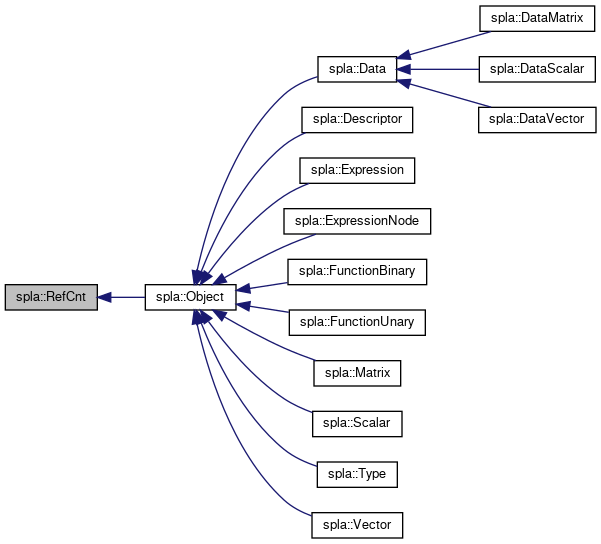 spla::DataMatrix
spla::Data
spla::DataScalar
spla::DataVector
spla::Descriptor
spla::Expression
spla::ExpressionNode
spla::FunctionBinary
spla::RefCnt
spla::Object
spla::FunctionUnary
spla::Matrix
spla::Scalar
spla::Type
spla::Vector